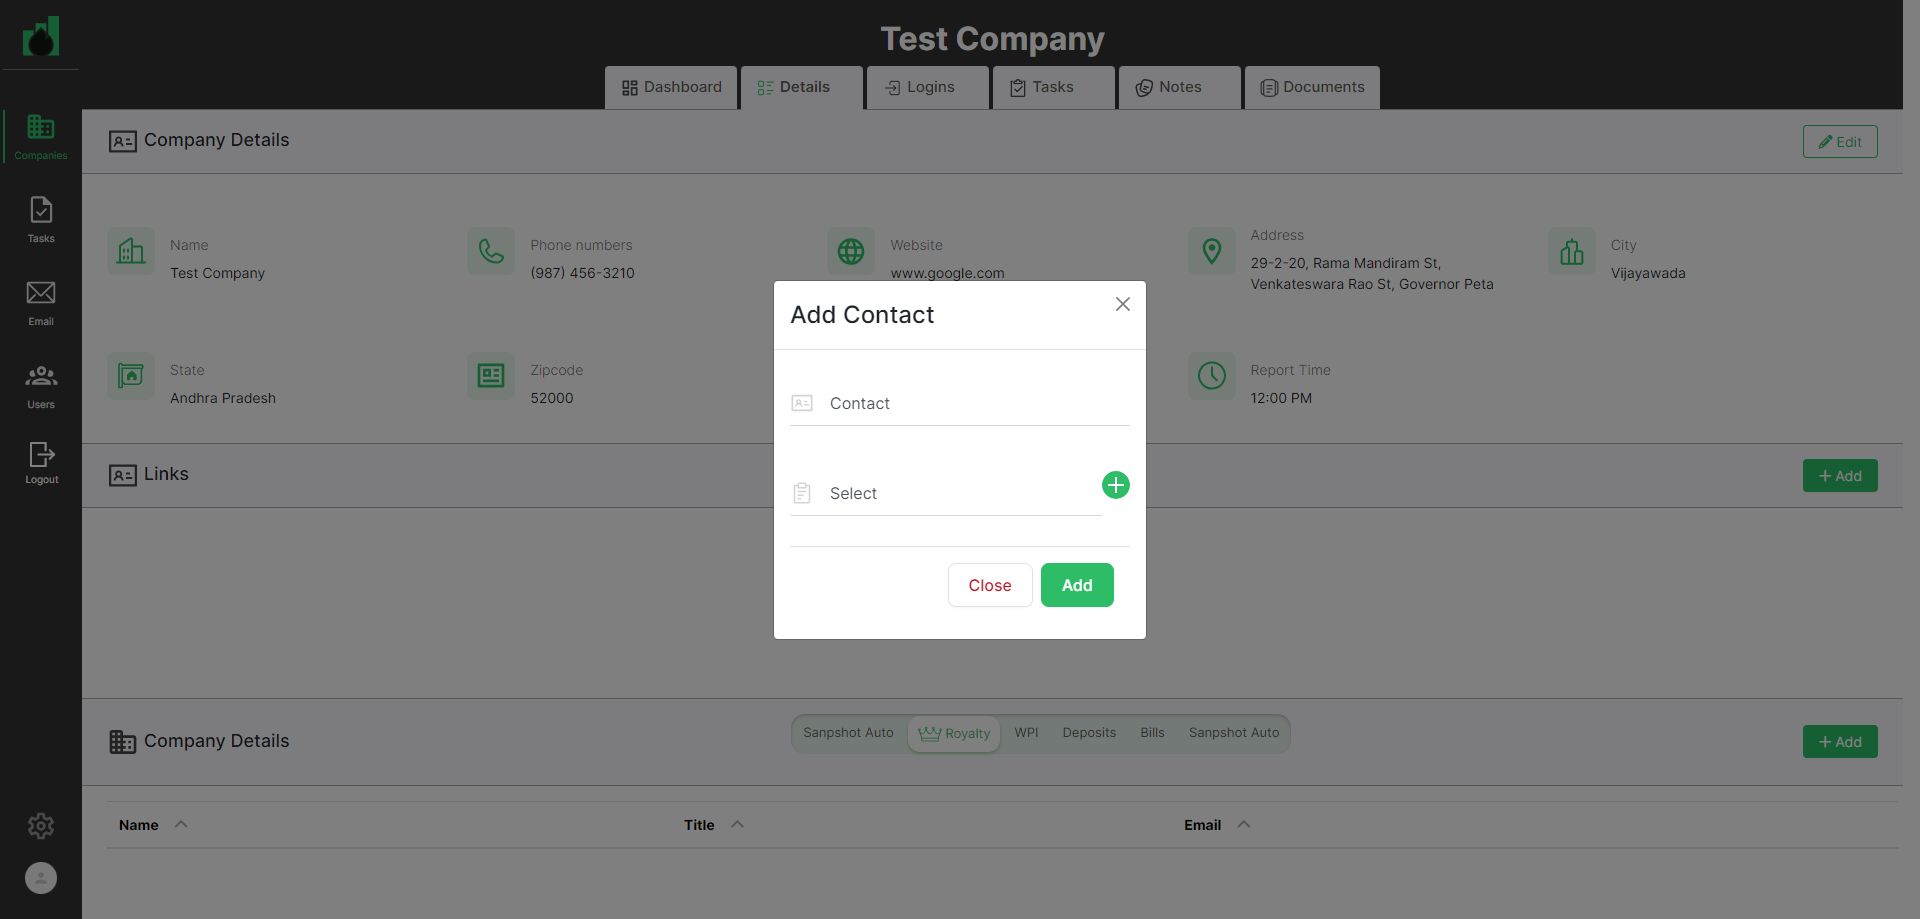 Test Company
Dashboard
Details
Logins
Tasks
Notes
Documents
Companies
Tasks
Email
Users
Logout
Company Details
Edit
Name
Test Company
Phone numbers
(987) 456-3210
Website
www.google.com
Address
29-2-20, Rama Mandiram St,
Venkateswara Rao St, Governor Peta
City
Vijayawada
State
Andhra Pradesh
Zipcode
52000
Report Time
12:00 PM
Add Contact
Contact
Select
Close
Add
Links
+ Add
Company Details
Sanpshot Auto
Royalty
WPI
Deposits
Bills
Sanpshot Auto
+ Add
Name
Title
Email